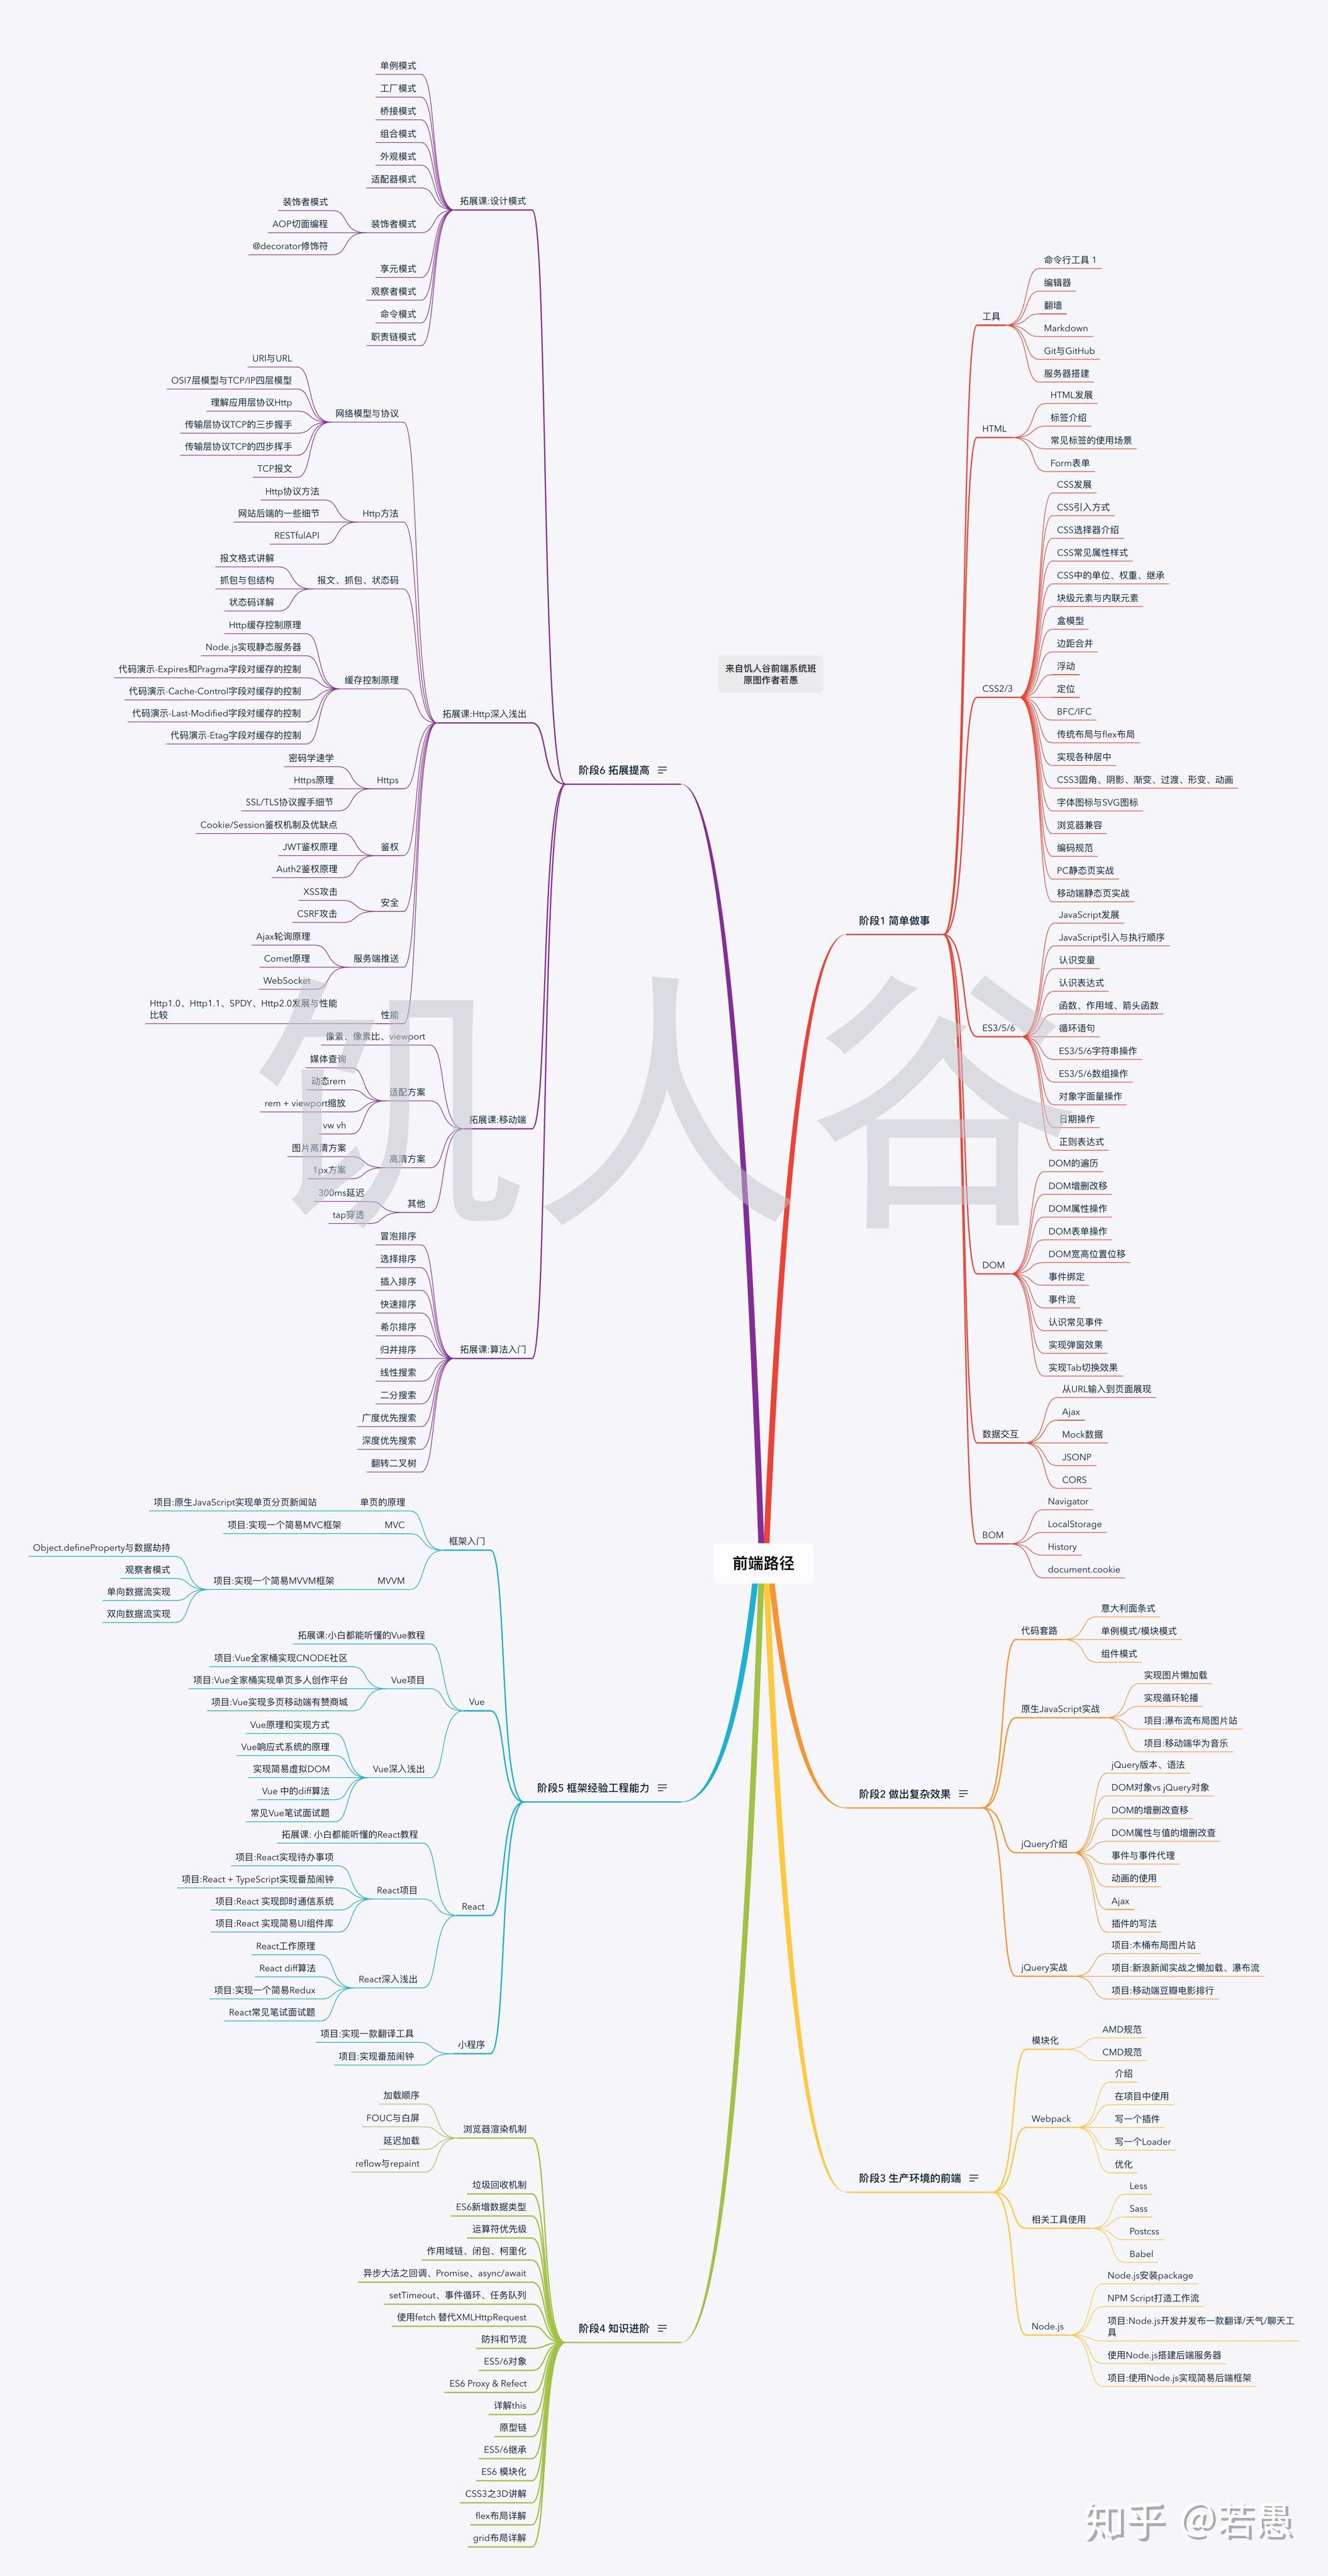 前端路径
来自饥人谷前端系统班
原图作者若愚
阶段1 简单做事
工具
命令行工具 1
编辑器
翻墙
Markdown
Git与GitHub
服务器搭建
HTML
HTML发展
标签介绍
常见标签的使用场景
Form表单
CSS2/3
CSS发展
CSS引入方式
CSS选择器介绍
CSS常见属性样式
CSS中的单位、权重、继承
块级元素与内联元素
盒模型
边距合并
浮动
定位
BFC/IFC
传统布局与flex布局
实现各种居中
CSS3圆角、阴影、渐变、过渡、形变、动画
字体图标与SVG图标
浏览器兼容
编码规范
PC静态页实战
移动端静态页实战
ES3/5/6
JavaScript发展
JavaScript引入与执行顺序
认识变量
认识表达式
函数、作用域、箭头函数
循环语句
ES3/5/6字符串操作
ES3/5/6数组操作
对象字面量操作
日期操作
正则表达式
DOM
DOM的遍历
DOM增删改移
DOM属性操作
DOM表单操作
DOM宽高位置位移
事件绑定
事件流
认识常见事件
实现弹窗效果
实现Tab切换效果
数据交互
从URL输入到页面展现
Ajax
Mock数据
JSONP
CORS
BOM
Navigator
LocalStorage
History
document.cookie
阶段2 做出复杂效果
代码套路
意大利面条式
单例模式/模块模式
组件模式
原生JavaScript实战
实现图片懒加载
实现循环轮播
项目:瀑布流布局图片站
项目:移动端华为音乐
jQuery介绍
jQuery版本、语法
DOM对象vs jQuery对象
DOM的增删改查移
DOM属性与值的增删改查
事件与事件代理
动画的使用
Ajax
插件的写法
jQuery实战
项目:木桶布局图片站
项目:新浪新闻实战之懒加载、瀑布流
项目:移动端豆瓣电影排行
阶段3 生产环境的前端
模块化
AMD规范
CMD规范
Webpack
介绍
在项目中使用
写一个插件
写一个Loader
优化
相关工具使用
Less
Sass
Postcss
Babel
Node.js
Node.js安装package
NPM Script打造工作流
项目:Node.js开发并发布一款翻译/天气/聊天工
具
使用Node.js搭建后端服务器
项目:使用Node.js实现简易后端框架
阶段6 拓展提高
拓展课:设计模式
单例模式
工厂模式
桥接模式
组合模式
外观模式
适配器模式
装饰者模式
装饰者模式
AOP切面编程
@decorator修饰符
享元模式
观察者模式
命令模式
职责链模式
拓展课:Http深入浅出
网络模型与协议
URI与URL
OSI7层模型与TCP/IP四层模型
理解应用层协议Http
传输层协议TCP的三步握手
传输层协议TCP的四步挥手
TCP报文
Http方法
Http协议方法
网站后端的一些细节
RESTfulAPI
报文、抓包、状态码
报文格式讲解
抓包与包结构
状态码详解
缓存控制原理
Http缓存控制原理
Node.js实现静态服务器
代码演示-Expires和Pragma字段对缓存的控制
代码演示-Cache-Control字段对缓存的控制
代码演示-Last-Modified字段对缓存的控制
代码演示-Etag字段对缓存的控制
Https
密码学速学
Https原理
SSL/TLS协议握手细节
鉴权
Cookie/Session鉴权机制及优缺点
JWT鉴权原理
Auth2鉴权原理
安全
XSS攻击
CSRF攻击
服务端推送
Ajax轮询原理
Comet原理
WebSocket
性能
Http1.0、Http1.1、SPDY、Http2.0发展与性能
比较
拓展课:移动端
像素、像素比、viewport
适配方案
媒体查询
动态rem
rem + viewport缩放
vw vh
高清方案
图片高清方案
1px方案
其他
300ms延迟
tap穿透
拓展课:算法入门
冒泡排序
选择排序
插入排序
快速排序
希尔排序
归并排序
线性搜索
二分搜索
广度优先搜索
深度优先搜索
翻转二叉树
阶段5 框架经验工程能力
框架入门
单页的原理
项目:原生JavaScript实现单页分页新闻站
MVC
项目:实现一个简易MVC框架
MVVM
项目:实现一个简易MVVM框架
Object.defineProperty与数据劫持
观察者模式
单向数据流实现
双向数据流实现
Vue
拓展课:小白都能听懂的Vue教程
Vue项目
项目:Vue全家桶实现CNODE社区
项目:Vue全家桶实现单页多人创作平台
项目:Vue实现多页移动端有赞商城
Vue深入浅出
Vue原理和实现方式
Vue响应式系统的原理
实现简易虚拟DOM
Vue 中的diff算法
常见Vue笔试面试题
React
拓展课: 小白都能听懂的React教程
React项目
项目:React实现待办事项
项目:React + TypeScript实现番茄闹钟
项目:React 实现即时通信系统
项目:React 实现简易UI组件库
React深入浅出
React工作原理
React diff算法
项目:实现一个简易Redux
React常见笔试面试题
小程序
项目:实现一款翻译工具
项目:实现番茄闹钟
阶段4 知识进阶
浏览器渲染机制
加载顺序
FOUC与白屏
延迟加载
reflow与repaint
垃圾回收机制
ES6新增数据类型
运算符优先级
作用域链、闭包、柯里化
异步大法之回调、Promise、async/await
setTimeout、事件循环、任务队列
使用fetch 替代XMLHttpRequest
防抖和节流
ES5/6对象
ES6 Proxy & Refect
详解this
原型链
ES5/6继承
ES6 模块化
CSS3之3D讲解
flex布局详解
grid布局详解
饥人谷
知乎 @若愚